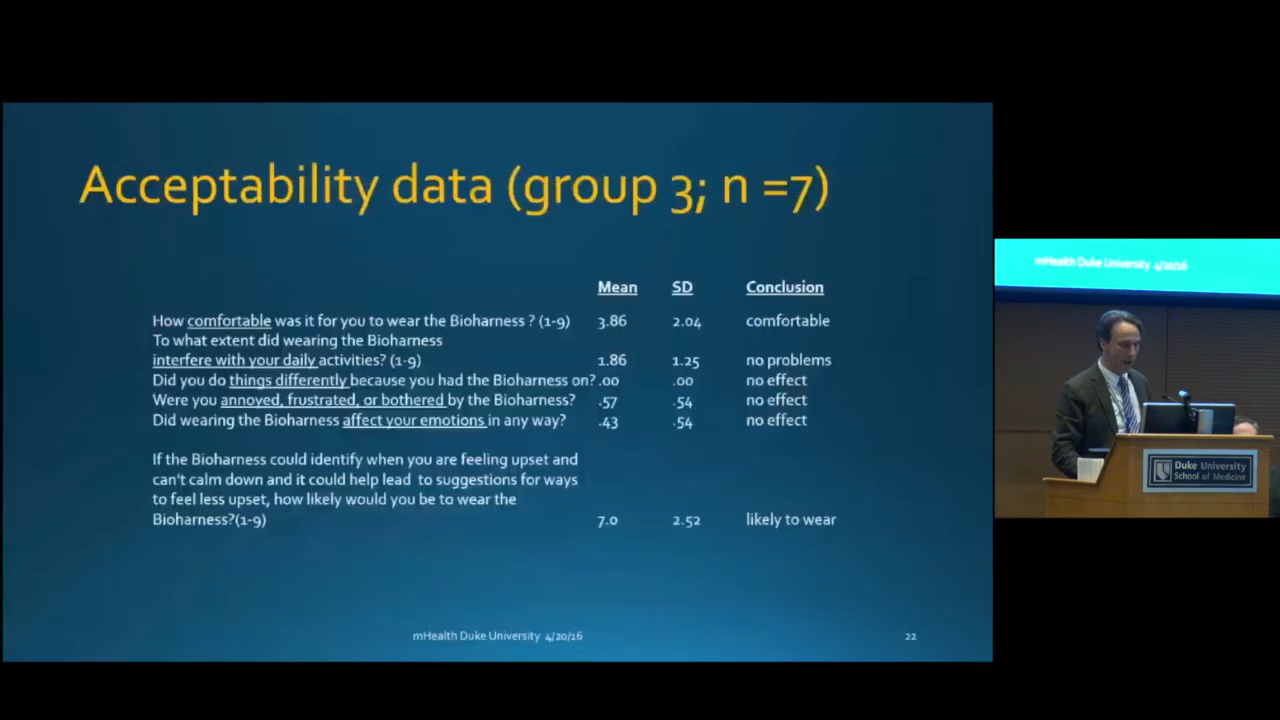 Acceptability data (group 3; n =7)
Mean SD Conclusion
How comfortable was it for you to wear the Bioharness ? (1-9) 3.86 2.04 comfortable
To what extent did wearing the Bioharness
interfere with your daily activities? (1-9) 1.86 1.25 no problems
Did you do things differently because you had the Bioharness on? .00 .00 no effect
Were you annoyed, frustrated, or bothered by the Bioharness? .57 .54 no effect
Did wearing the Bioharness affect your emotions in any way? .43 .54 no effect
If the Bioharness could identify when you are feeling upset and
can't calm down and it could help lead to suggestions for ways
to feel less upset, how likely would you be to wear the
Bioharness?(1-9) 7.0 2.52 likely to wear
mHealth Duke University 4/20/16 22
mHealth Duke University 4/20/16
Duke University
School of Medicine